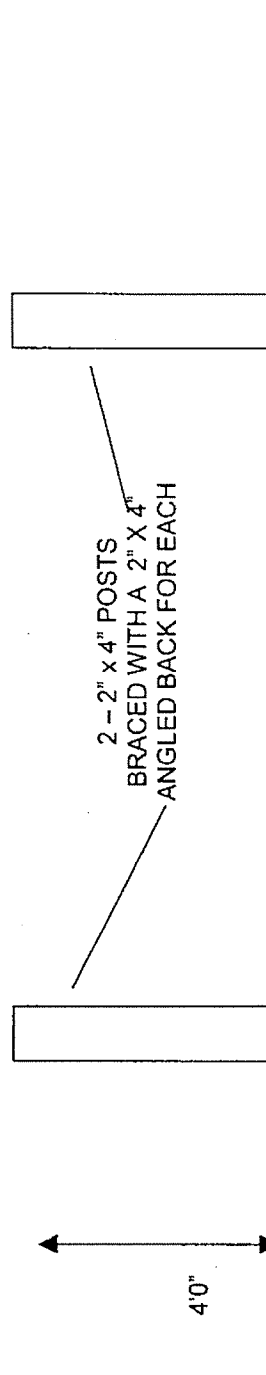 2 – 2" x 4" POSTS
BRACED WITH A 2" X 4"
ANGLED BACK FOR EACH
4'0"